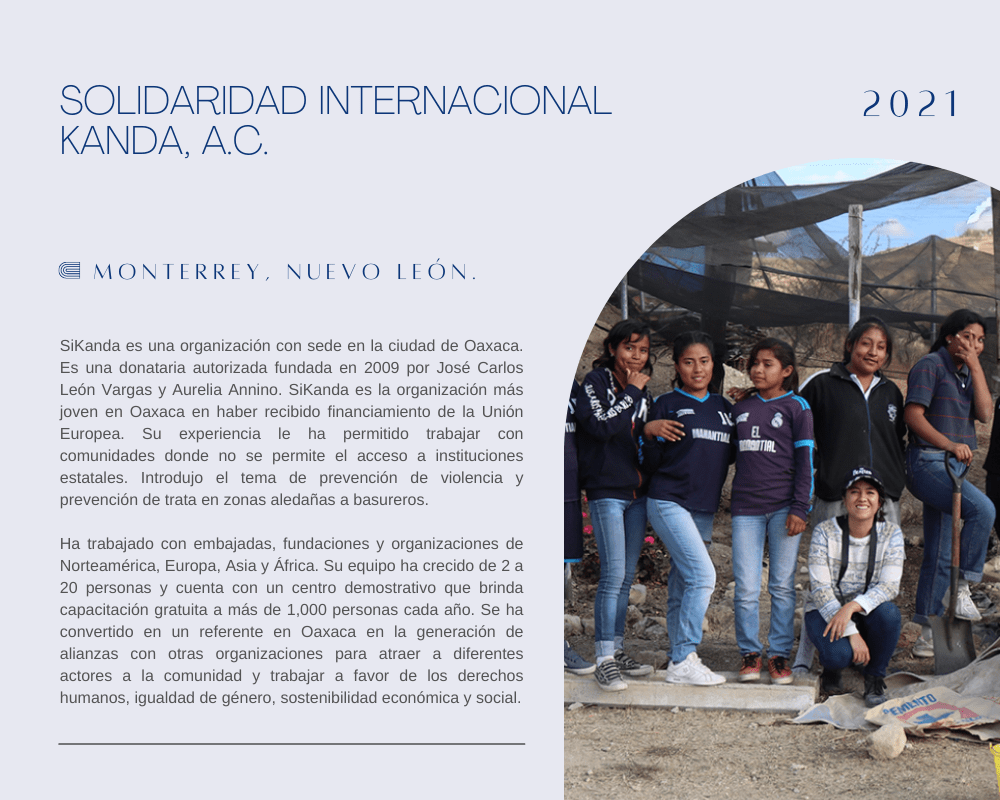 SOLIDARIDAD INTERNACIONAL
KANDA, A.C.
2021
MONTERREY, NUEVO LEÓN.
SiKanda es una organización con sede en la ciudad de Oaxaca.
Es una donataria autorizada fundada en 2009 por José Carlos
León Vargas y Aurelia Annino. SiKanda es la organización más
joven en Oaxaca en haber recibido financiamiento de la Unión
Europea. Su experiencia le ha permitido trabajar con
comunidades donde no se permite el acceso a instituciones
estatales. Introdujo el tema de prevención de violencia y
prevención de trata en zonas aledañas a basureros.
Ha trabajado con embajadas, fundaciones y organizaciones de
Norteamérica, Europa, Asia y África. Su equipo ha crecido de 2 a
20 personas y cuenta con un centro demostrativo que brinda
capacitación gratuita a más de 1,000 personas cada año. Se ha
convertido en un referente en Oaxaca en la generación de
alianzas con otras organizaciones para atraer a diferentes
actores a la comunidad y trabajar a favor de los derechos
humanos, igualdad de género, sostenibilidad económica y social.
EL
MANANTIAL
CEMENTO